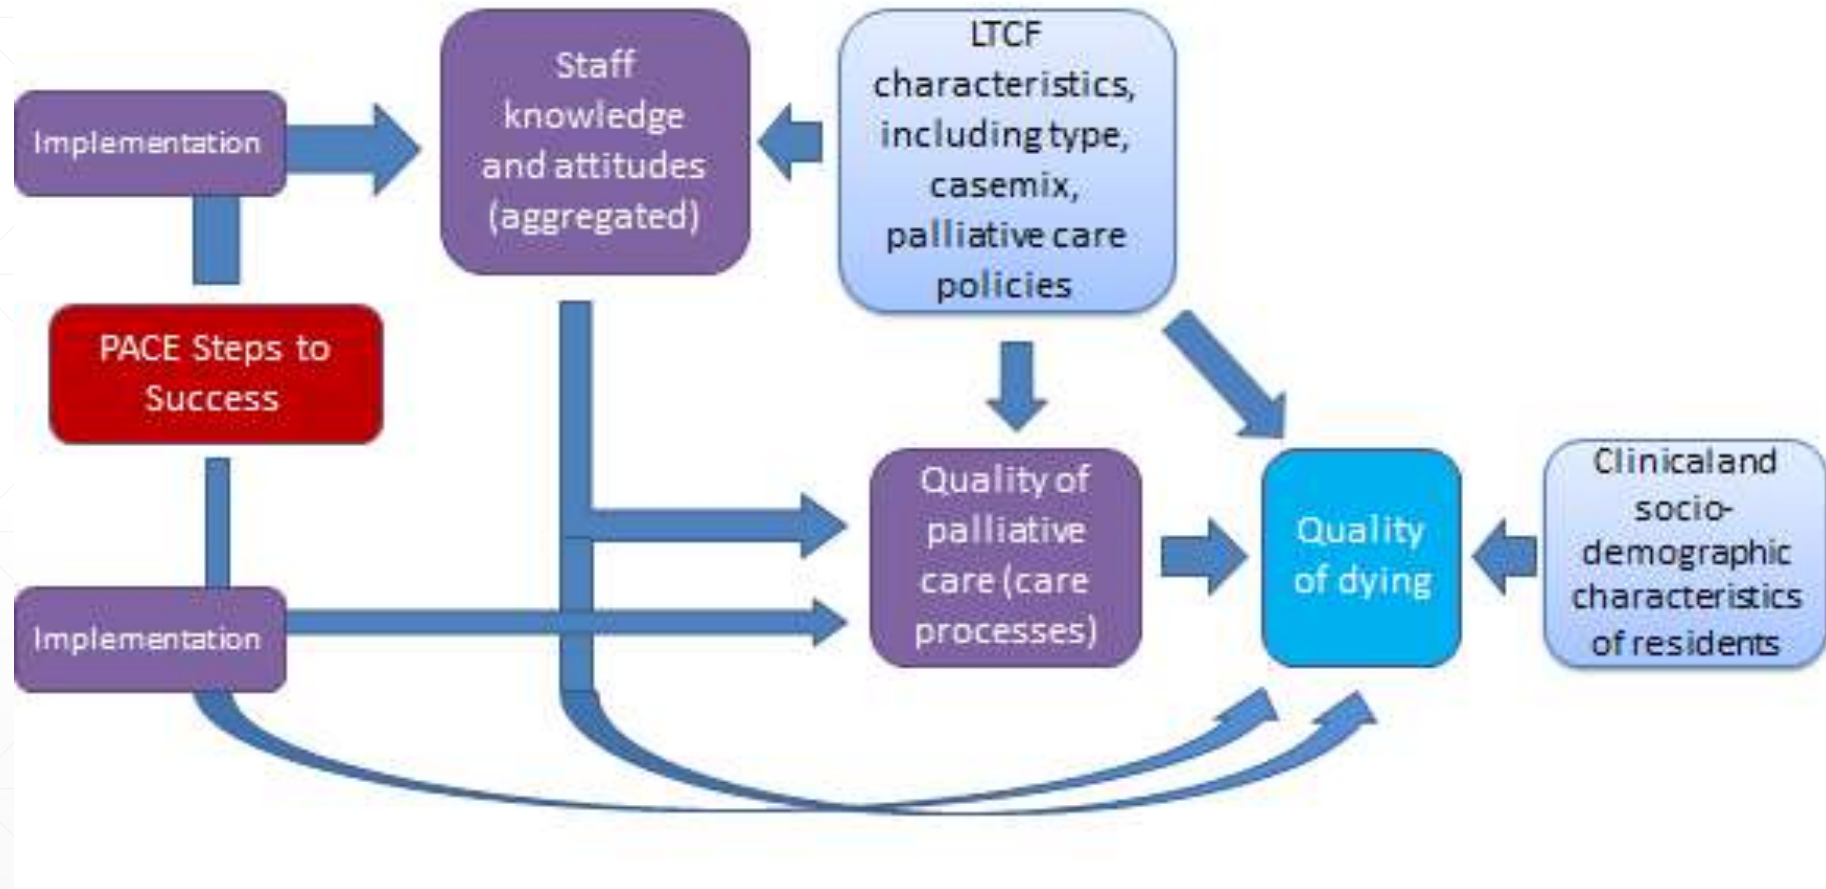 Implementation
Staff
knowledge
and attitudes
(aggregated)
LTCF
characteristics,
including type,
casemix,
palliative care
policies
PACE Steps to
Success
Implementation
Quality of
palliative
care (care
processes)
Quality
of dying
Clinical and
socio-
demographic
characteristics
of residents